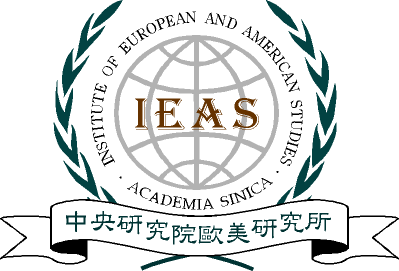 INSTITUTE OF EUROPEAN AND AMERICAN STUDIES
IEAS
· ACADEMIA SINICA ·
中央研究院歐美研究所